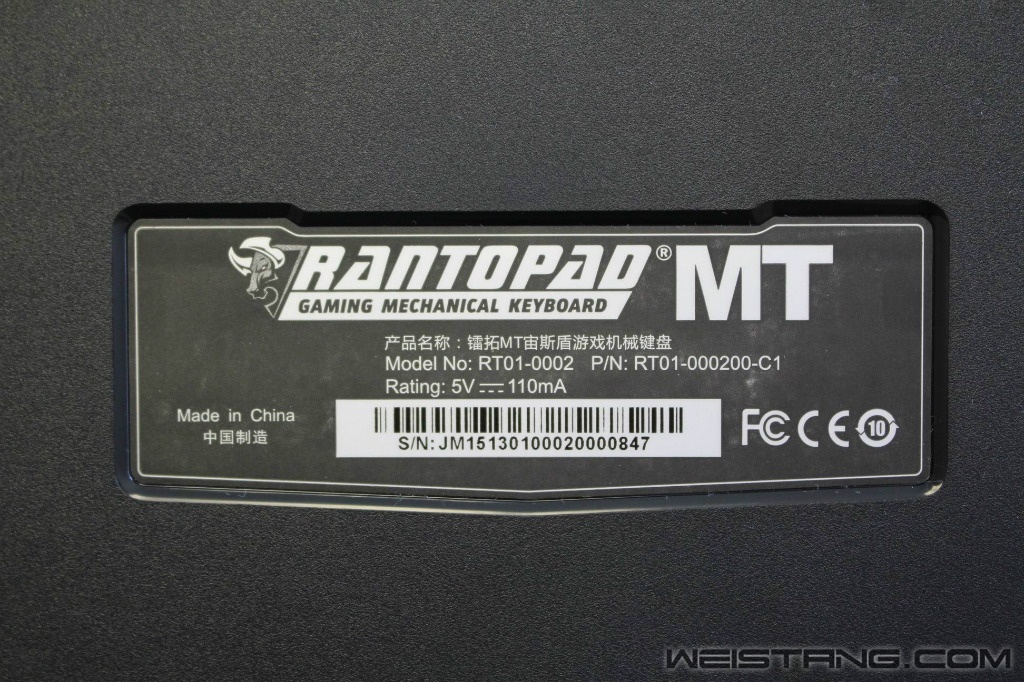 RANTOPAD® MT
GAMING MECHANICAL KEYBOARD
产品名称：镭拓MT宙斯盾游戏机械键盘
Model No: RT01-0002 P/N: RT01-000200-C1
Rating: 5V ⎓ 110mA
Made in China
中国制造
S/N: JM15130100020000847
FC CE 10
WEISTANG.COM